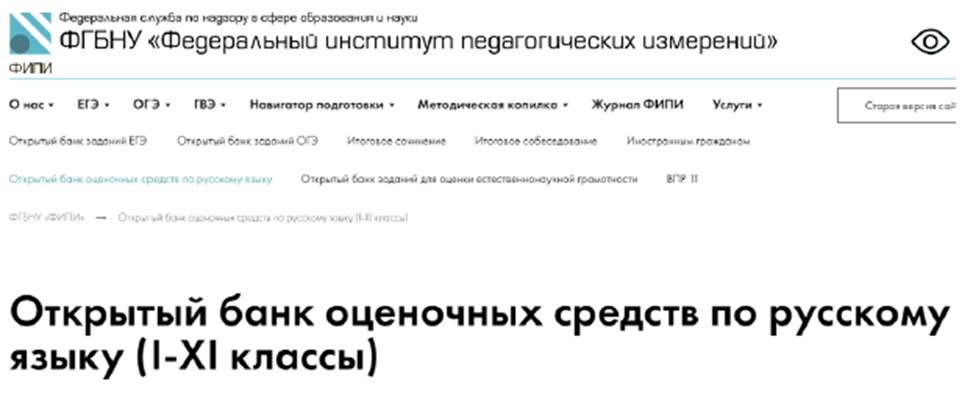 Федеральная служба по надзору в сфере образования и науки
ФГБНУ «Федеральный институт педагогических измерений»
ФИПИ
О нас ЕГЭ ОГЭ ГВЭ Навигатор подготовки Методическая копилка Журнал ФИПИ Услуги Старая версия сай
Открытый банк заданий ЕГЭ Открытый банк заданий ОГЭ Итоговое сочинение Итоговое собеседование Иностранным гражданам
Открытый банк оценочных средств по русскому языку Открытый банк заданий для оценки естественнонаучной грамотности ВПР 11
ФГБНУ «ФИПИ» → Открытый банк оценочных средств по русскому языку (I-XI классы)
Открытый банк оценочных средств по русскому
языку (I-XI классы)